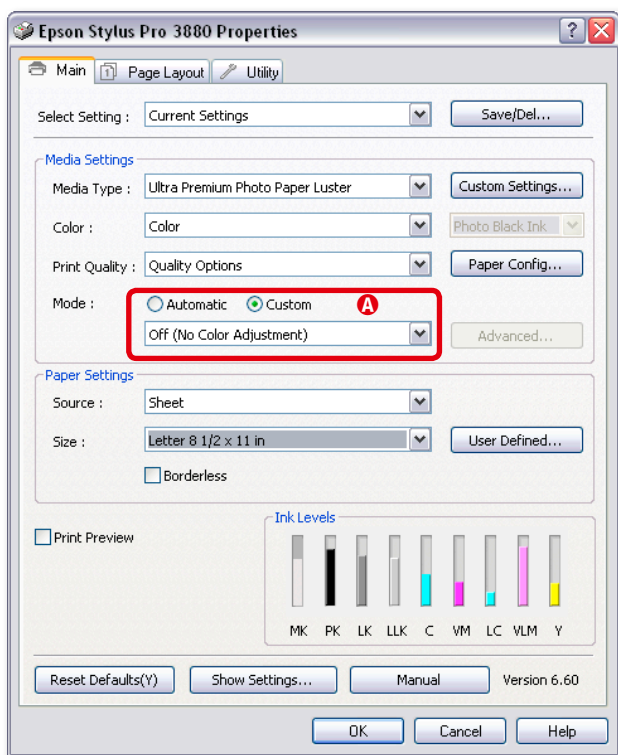 Epson Stylus Pro 3880 Properties
Main Page Layout Utility
Select Setting : Current Settings Save/Del...
Media Settings
Media Type : Ultra Premium Photo Paper Luster Custom Settings...
Color : Color Photo Black Ink
Print Quality : Quality Options Paper Config...
Mode : Automatic Custom A
Off (No Color Adjustment) Advanced...
Paper Settings
Source : Sheet
Size : Letter 8 1/2 x 11 in User Defined...
Borderless
Ink Levels
Print Preview
MK PK LK LLK C VM LC VLM Y
Reset Defaults(Y) Show Settings... Manual Version 6.60
OK Cancel Help